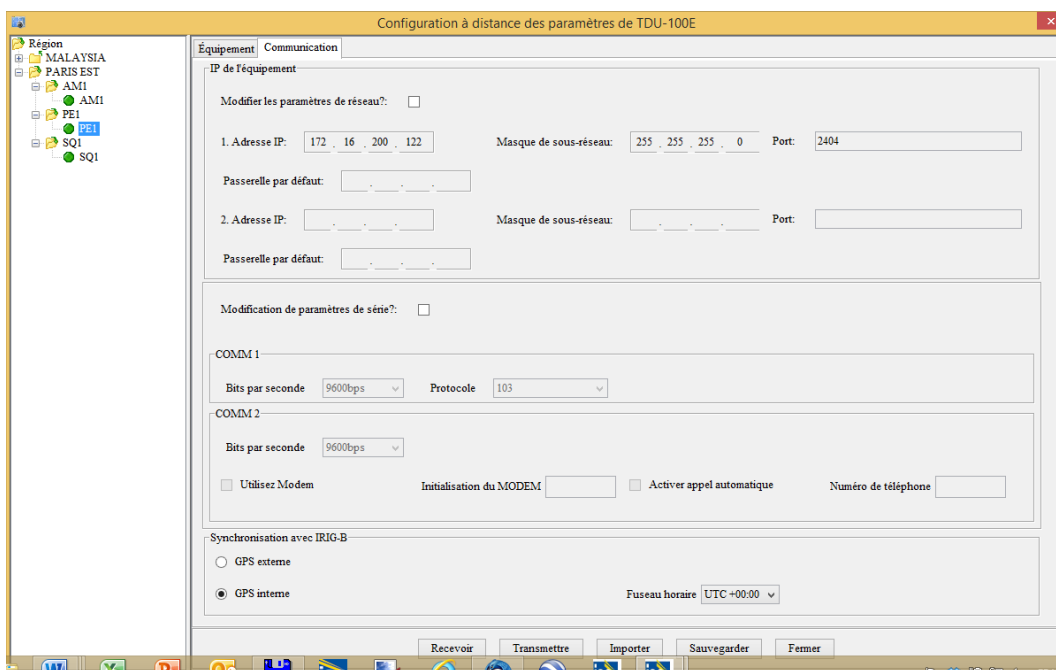 Configuration à distance des paramètres de TDU-100E
Région
MALAYSIA
PARIS EST
AM1
AM1
PE1
PE1
SQ1
SQ1
Équipement Communication
IP de l'équipement
Modifier les paramètres de réseau?:
1. Adresse IP: 172 . 16 . 200 . 122 Masque de sous-réseau: 255 . 255 . 255 . 0 Port: 2404
Passerelle par défaut: . . .
2. Adresse IP: . . . Masque de sous-réseau: . . . Port:
Passerelle par défaut: . . .
Modification de paramètres de série?:
COMM 1
Bits par seconde 9600bps Protocole 103
COMM 2
Bits par seconde 9600bps
Utilisez Modem Initialisation du MODEM Activer appel automatique Numéro de téléphone
Synchronisation avec IRIG-B
GPS externe
GPS interne Fuseau horaire UTC +00:00
Recevoir Transmettre Importer Sauvegarder Fermer